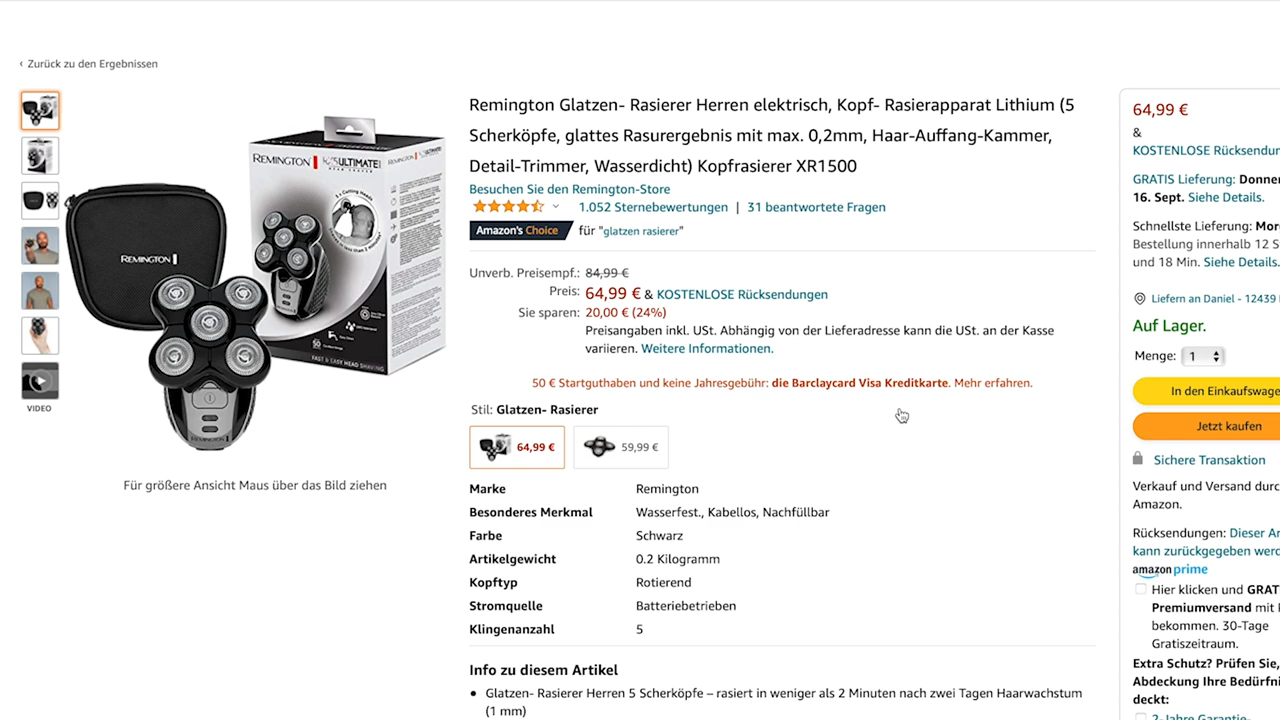 ‹ Zurück zu den Ergebnissen
VIDEO
REMINGTON
REMINGTON
REMINGTON
FAST & EASY HEAD SHAVING
Für größere Ansicht Maus über das Bild ziehen
Remington Glatzen- Rasierer Herren elektrisch, Kopf- Rasierapparat Lithium (5
Scherköpfe, glattes Rasurergebnis mit max. 0,2mm, Haar-Auffang-Kammer,
Detail-Trimmer, Wasserdicht) Kopfrasierer XR1500
Besuchen Sie den Remington-Store
1.052 Sternebewertungen | 31 beantwortete Fragen
Amazon's Choice für "glatzen rasierer"
Unverb. Preisempf.: 84,99 €
Preis: 64,99 € & KOSTENLOSE Rücksendungen
Sie sparen: 20,00 € (24%)
Preisangaben inkl. USt. Abhängig von der Lieferadresse kann die USt. an der Kasse
variieren. Weitere Informationen.
50 € Startguthaben und keine Jahresgebühr: die Barclaycard Visa Kreditkarte. Mehr erfahren.
Stil: Glatzen- Rasierer
64,99 € 59,99 €
Marke Remington
Besonderes Merkmal Wasserfest., Kabellos, Nachfüllbar
Farbe Schwarz
Artikelgewicht 0.2 Kilogramm
Kopftyp Rotierend
Stromquelle Batteriebetrieben
Klingenanzahl 5
Info zu diesem Artikel
• Glatzen- Rasierer Herren 5 Scherköpfe – rasiert in weniger als 2 Minuten nach zwei Tagen Haarwachstum
(1 mm)
64,99 €
&
KOSTENLOSE Rücksendun
GRATIS Lieferung: Donner
16. Sept. Siehe Details.
Schnellste Lieferung: Mor
Bestellung innerhalb 12 S
und 18 Min. Siehe Details.
Liefern an Daniel - 12439
Auf Lager.
Menge: 1
In den Einkaufswage
Jetzt kaufen
Sichere Transaktion
Verkauf und Versand durc
Amazon.
Rücksendungen: Dieser Ar
kann zurückgegeben werd
amazon prime
Hier klicken und GRAT
Premiumversand mit
bekommen. 30-Tage
Gratiszeitraum.
Extra Schutz? Prüfen Sie,
Abdeckung Ihre Bedürfni
deckt:
2-Jahre Garantie-